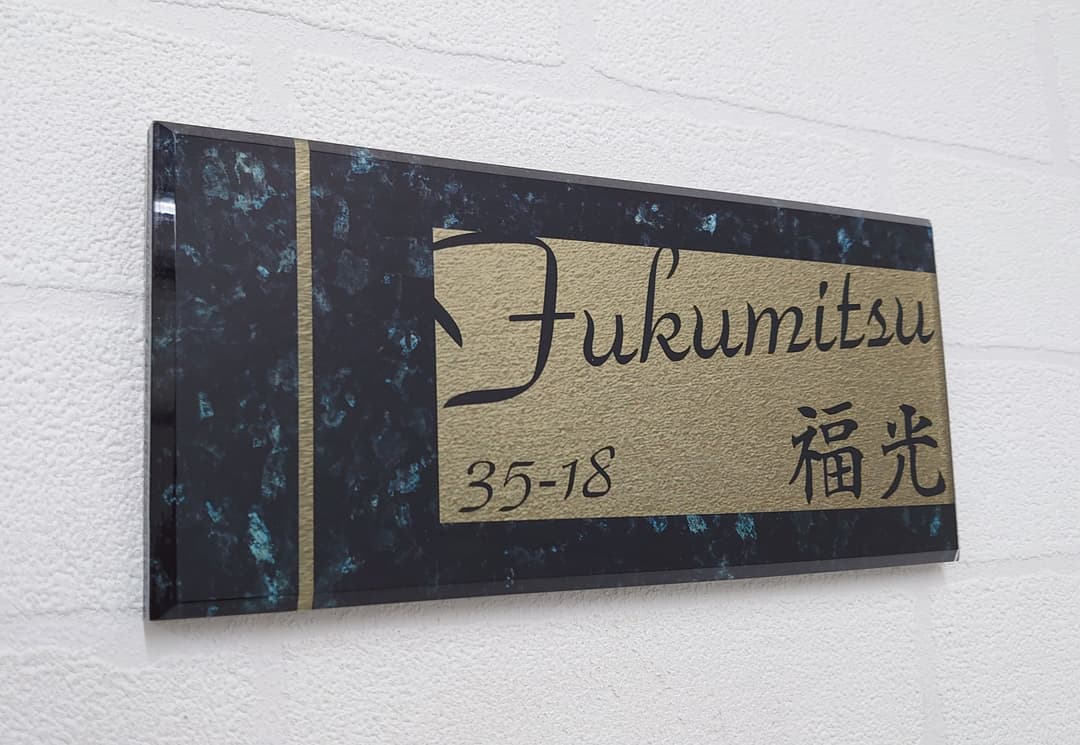 Fukumitsu
35-18
福光